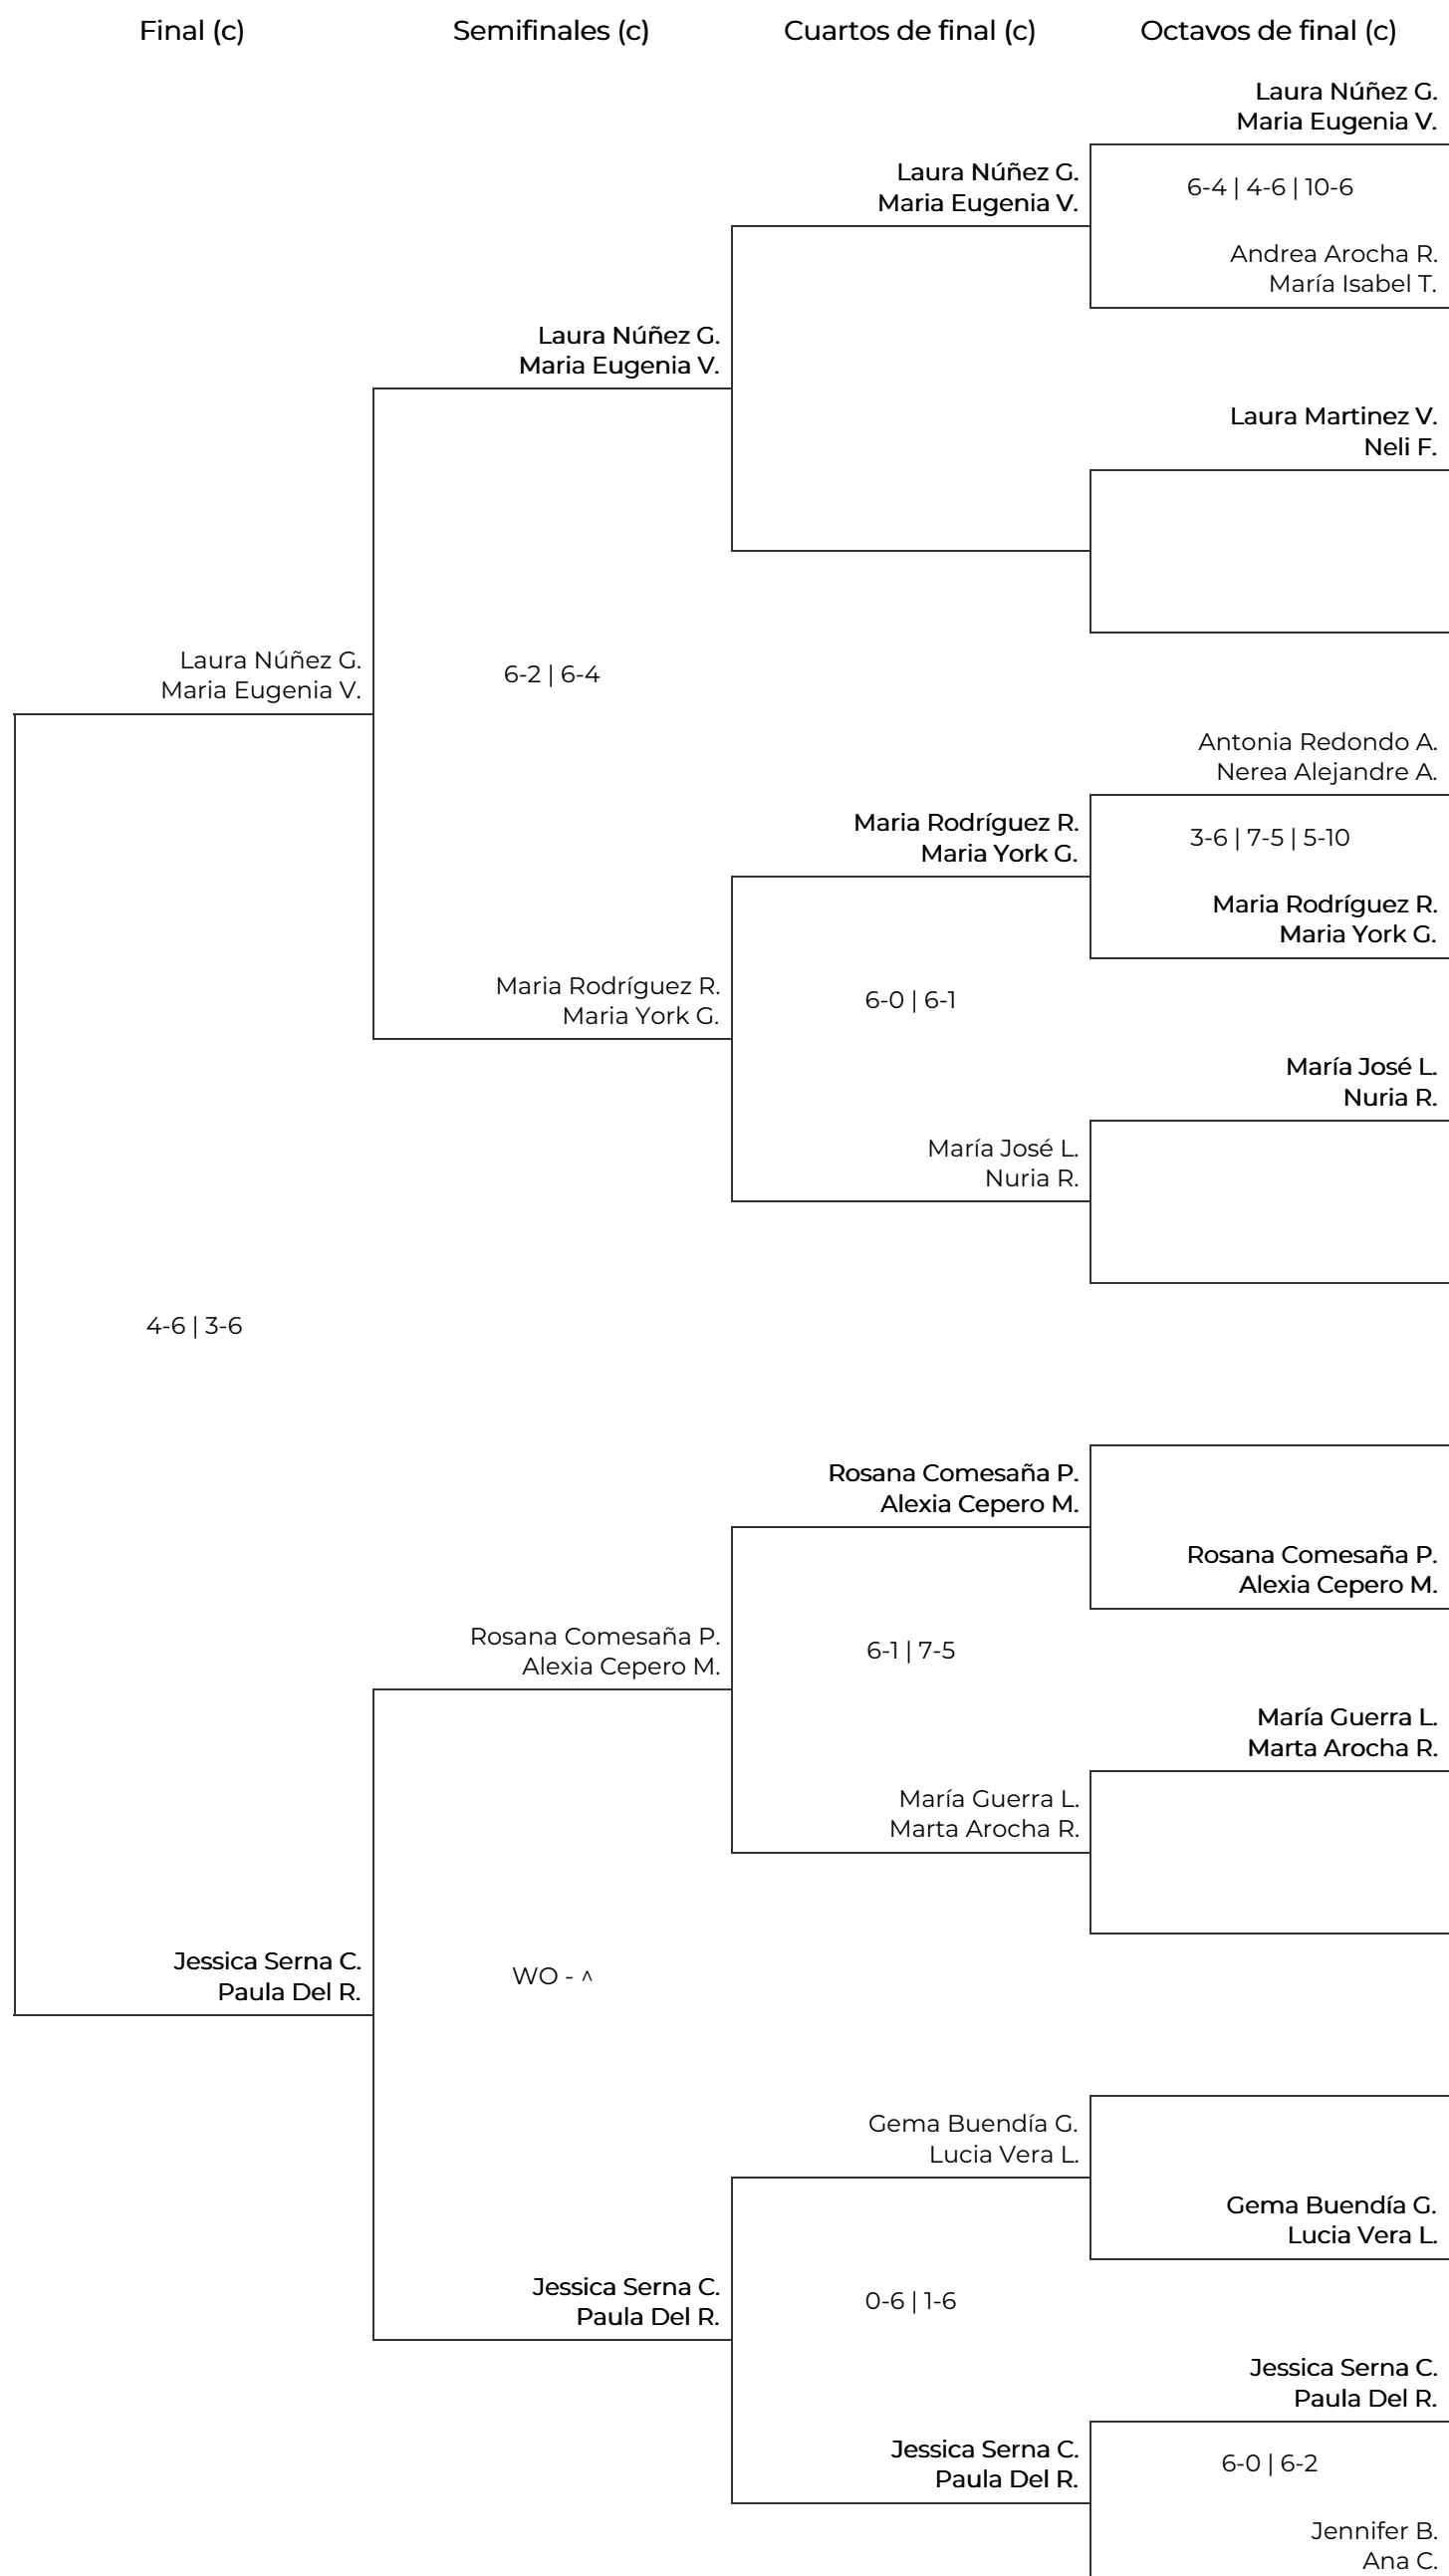 Final (c)
Semifinales (c)
Cuartos de final (c)
Octavos de final (c)
Laura Núñez G.
Maria Eugenia V.
Laura Núñez G.
Maria Eugenia V.
6-4 | 4-6 | 10-6
Andrea Arocha R.
María Isabel T.
Laura Núñez G.
Maria Eugenia V.
Laura Martinez V.
Neli F.
Laura Núñez G.
Maria Eugenia V.
6-2 | 6-4
Antonia Redondo A.
Nerea Alejandre A.
Maria Rodríguez R.
Maria York G.
3-6 | 7-5 | 5-10
Maria Rodríguez R.
Maria York G.
Maria Rodríguez R.
Maria York G.
6-0 | 6-1
María José L.
Nuria R.
María José L.
Nuria R.
4-6 | 3-6
Rosana Comesaña P.
Alexia Cepero M.
Rosana Comesaña P.
Alexia Cepero M.
Rosana Comesaña P.
Alexia Cepero M.
6-1 | 7-5
María Guerra L.
Marta Arocha R.
María Guerra L.
Marta Arocha R.
Jessica Serna C.
Paula Del R.
WO - ^
Gema Buendía G.
Lucia Vera L.
Gema Buendía G.
Lucia Vera L.
Jessica Serna C.
Paula Del R.
0-6 | 1-6
Jessica Serna C.
Paula Del R.
Jessica Serna C.
Paula Del R.
6-0 | 6-2
Jennifer B.
Ana C.